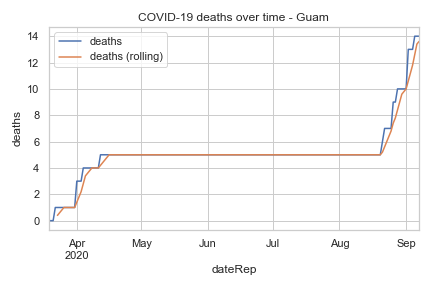 COVID-19 deaths over time - Guam
deaths
deaths (rolling)
14
12
10
8
6
4
2
0
deaths
Apr
2020
May
Jun
Jul
Aug
Sep
dateRep